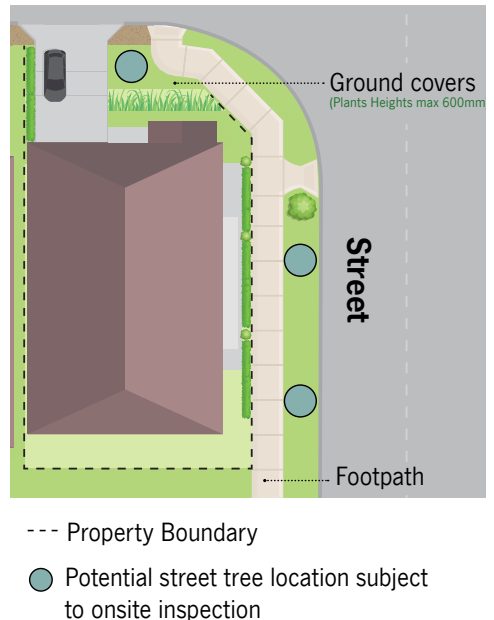 Ground covers
(Plants Heights max 600mm
Street
Footpath
Property Boundary
Potential street tree location subject
to onsite inspection